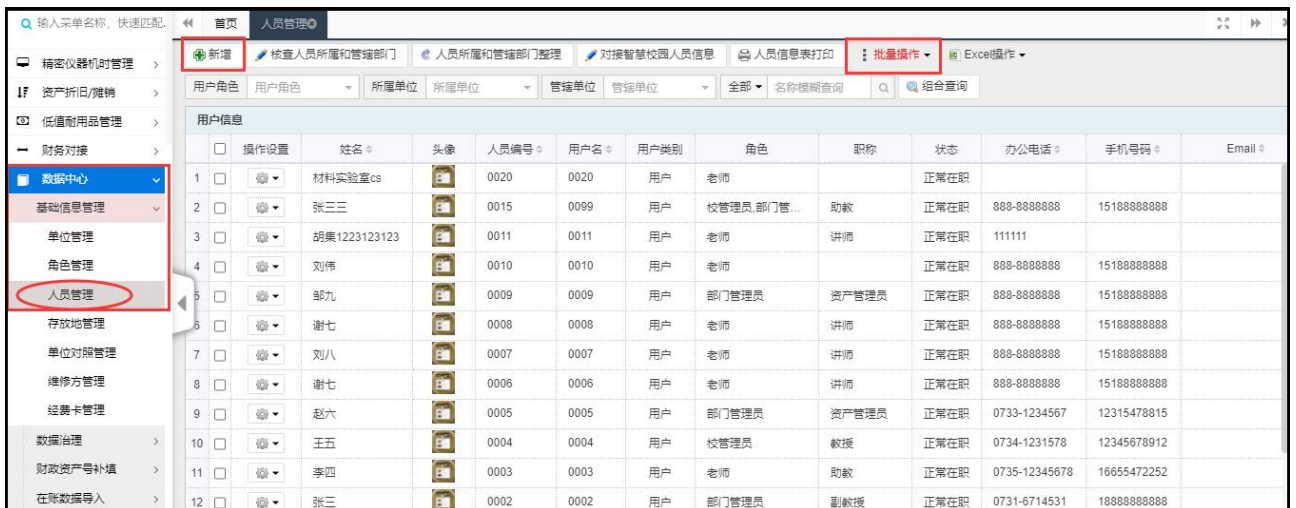 输入菜单名称，快速匹配. 首页 人员管理
精密仪器机时管理
资产折旧/摊销
低值耐用品管理
财务对接
数据中心
基础信息管理
单位管理
角色管理
人员管理
存放地管理
单位对照管理
维修方管理
经费卡管理
数据治理
财政资产号补填
在账数据导入
新增 核查人员所属和管辖部门 人员所属和管辖部门整理 对接智慧校园人员信息 人员信息表打印 批量操作 Excel操作
用户角色 用户角色 所属单位 所属单位 管辖单位 管辖单位 全部 名称模糊查询 组合查询
用户信息
操作设置 姓名 头像 人员编号 用户名 用户类别 角色 职称 状态 办公电话 手机号码 Email
1 材料实验室cs 0020 0020 用户 老师 正常在职
2 张三三 0015 0099 用户 校管理员,部门管... 助教 正常在职 888-8888888 15188888888
3 胡集1223123123 0011 0011 用户 老师 讲师 正常在职 111111
4 刘伟 0010 0010 用户 老师 正常在职 888-8888888 15188888888
5 邹九 0009 0009 用户 部门管理员 资产管理员 正常在职 888-8888888 15188888888
6 谢七 0008 0008 用户 老师 讲师 正常在职 888-8888888 15188888888
7 刘八 0007 0007 用户 老师 讲师 正常在职 888-8888888 15188888888
8 谢七 0006 0006 用户 老师 讲师 正常在职 888-8888888 15188888888
9 赵六 0005 0005 用户 部门管理员 资产管理员 正常在职 0733-1234567 12315478815
10 王五 0004 0004 用户 校管理员 教授 正常在职 0734-1231578 12345678912
11 李四 0003 0003 用户 老师 助教 正常在职 0735-12345678 16655472252
12 张三 0002 0002 用户 部门管理员 副教授 正常在职 0731-6714531 18888888888